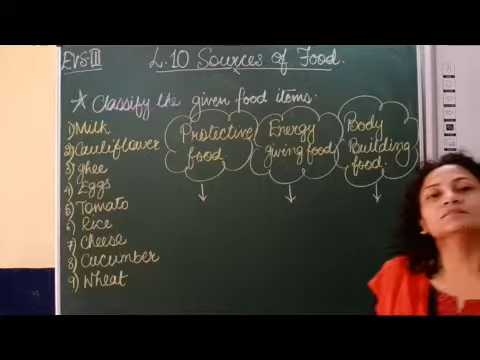 EVS III
L.10 Sources of Food.
* Classify the given food items.
1) Milk
2) Cauliflower
3) ghee
4) Eggs
5) Tomato
6) Rice
7) Cheese
8) Cucumber
9) Wheat
Protective
food
Energy
giving food
Body
Building
food.